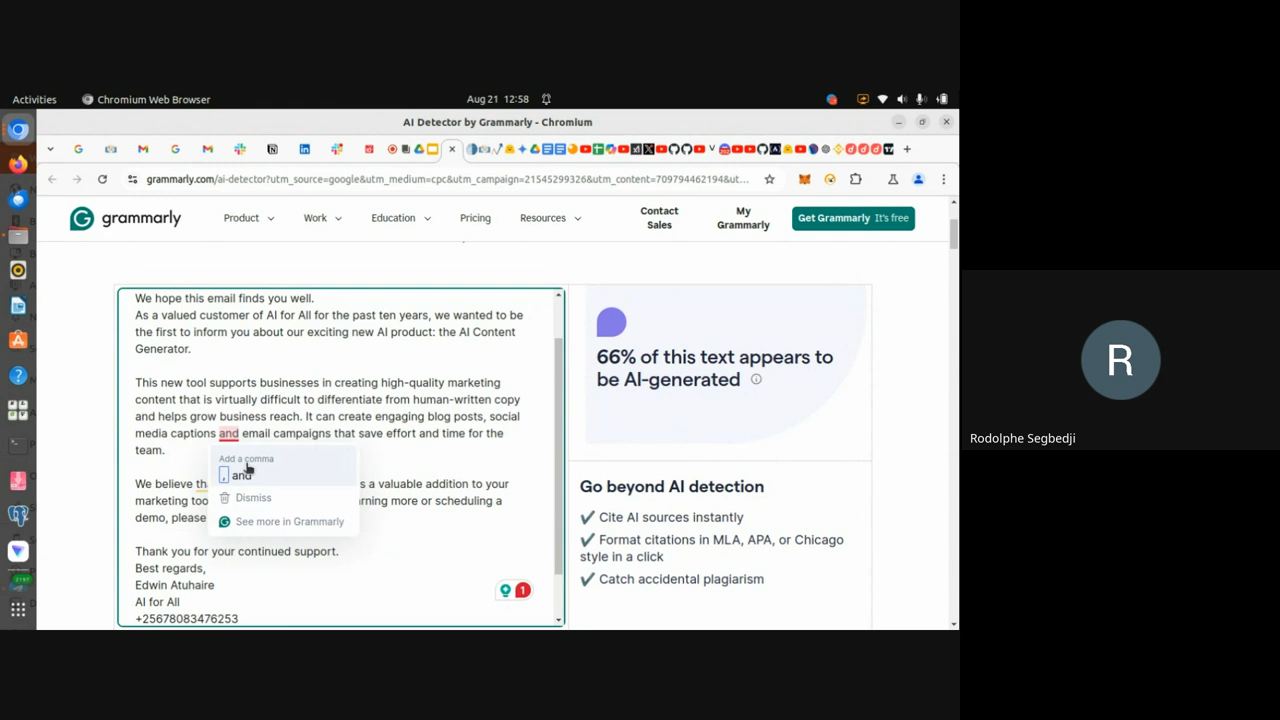 Activities
Chromium Web Browser
Aug 21 12:58
AI Detector by Grammarly - Chromium
grammarly.com/ai-detector?utm_source=google&utm_medium=cpc&utm_campaign=21545299326&utm_content=709794462194&ut...
grammarly
Product
Work
Education
Pricing
Resources
Contact Sales
My Grammarly
Get Grammarly It's free
We hope this email finds you well.
As a valued customer of AI for All for the past ten years, we wanted to be
the first to inform you about our exciting new AI product: the AI Content
Generator.
This new tool supports businesses in creating high-quality marketing
content that is virtually difficult to differentiate from human-written copy
and helps grow business reach. It can create engaging blog posts, social
media captions and email campaigns that save effort and time for the
team.
Add a comma
, and
Dismiss
See more in Grammarly
We believe th s a valuable addition to your
marketing too rning more or scheduling a
demo, please
Thank you for your continued support.
Best regards,
Edwin Atuhaire
AI for All
+25678083476253
1
66% of this text appears to
be AI-generated
Go beyond AI detection
✔ Cite AI sources instantly
✔ Format citations in MLA, APA, or Chicago
style in a click
✔ Catch accidental plagiarism
R
Rodolphe Segbedji